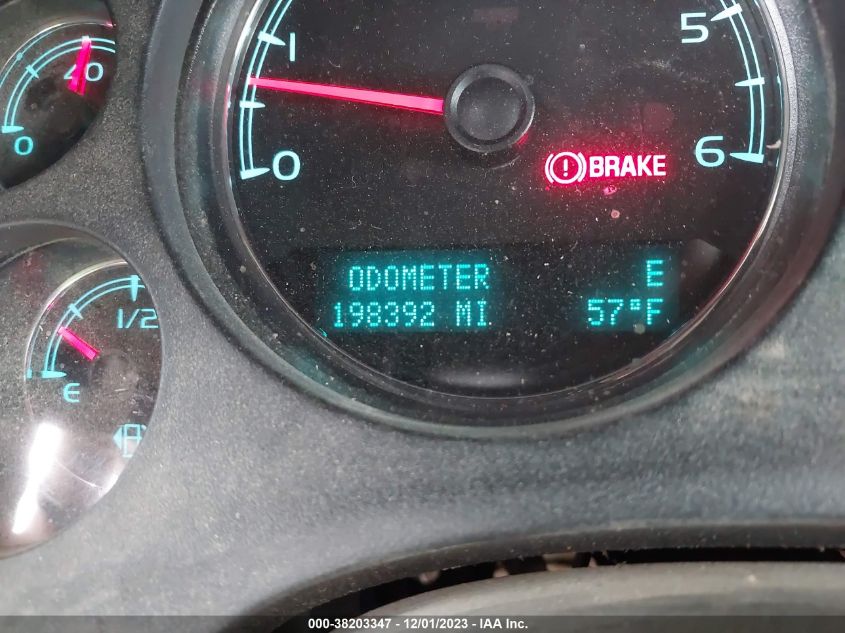 40
0
1
0
5
6
BRAKE
ODOMETER E
198392 MI 57°F
1/2
E
000-38203347 - 12/01/2023 - IAA Inc.